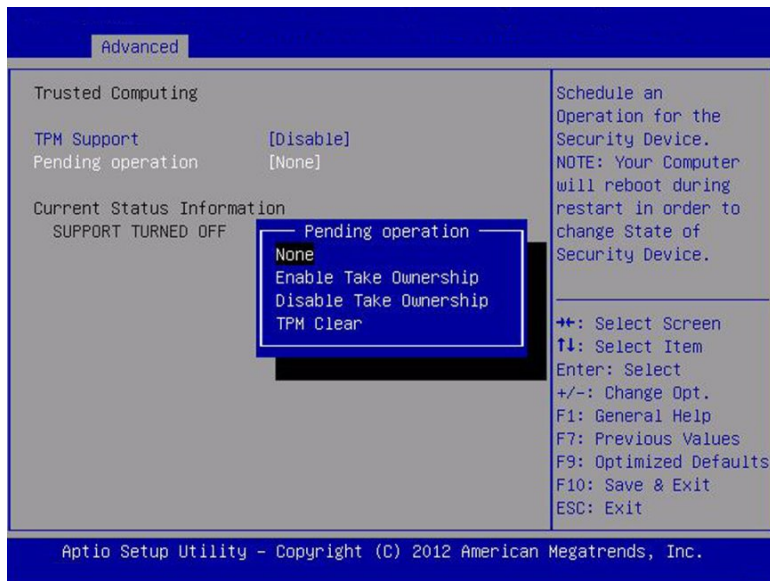 Advanced
Trusted Computing
TPM Support [Disable]
Pending operation [None]
Current Status Information
SUPPORT TURNED OFF
Pending operation
None
Enable Take Ownership
Disable Take Ownership
TPM Clear
Schedule an
Operation for the
Security Device.
NOTE: Your Computer
will reboot during
restart in order to
change State of
Security Device.
→←: Select Screen
↑↓: Select Item
Enter: Select
+/-: Change Opt.
F1: General Help
F7: Previous Values
F9: Optimized Defaults
F10: Save & Exit
ESC: Exit
Aptio Setup Utility – Copyright (C) 2012 American Megatrends, Inc.